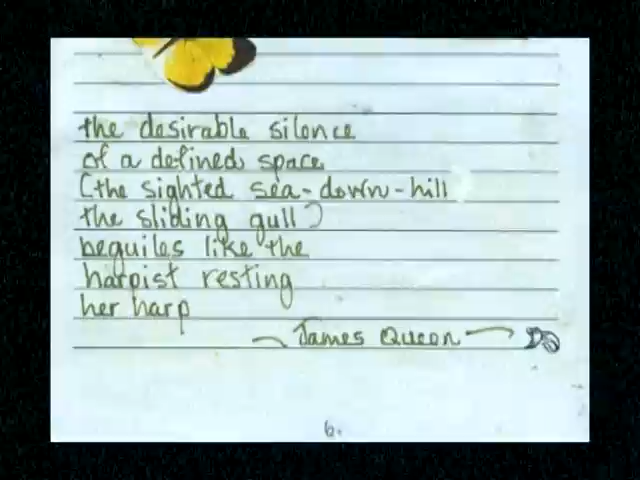 the desirable silence
of a defined space
(the sighted sea-down-hill
the sliding gull)
beguiles like the
harpist resting
her harp
~ James Queen ~
6.